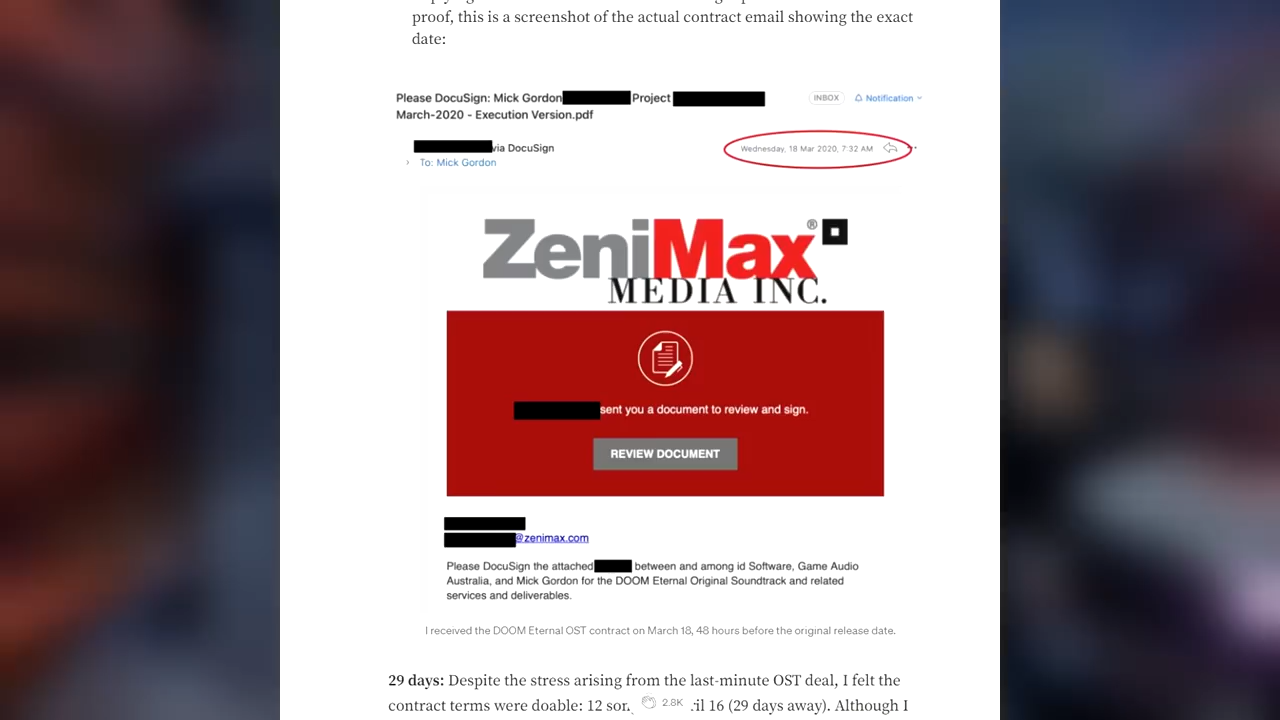 proof, this is a screenshot of the actual contract email showing the exact
date:
Please DocuSign: Mick Gordon Project
March-2020 - Execution Version.pdf
INBOX
Notification
via DocuSign
Wednesday, 18 Mar 2020, 7:32 AM
To: Mick Gordon
ZeniMax®
MEDIA INC.
sent you a document to review and sign.
REVIEW DOCUMENT
@zenimax.com
Please DocuSign the attached between and among id Software, Game Audio
Australia, and Mick Gordon for the DOOM Eternal Original Soundtrack and related
services and deliverables.
I received the DOOM Eternal OST contract on March 18, 48 hours before the original release date.
29 days: Despite the stress arising from the last-minute OST deal, I felt the
contract terms were doable: 12 2.8K 16 (29 days away). Although I